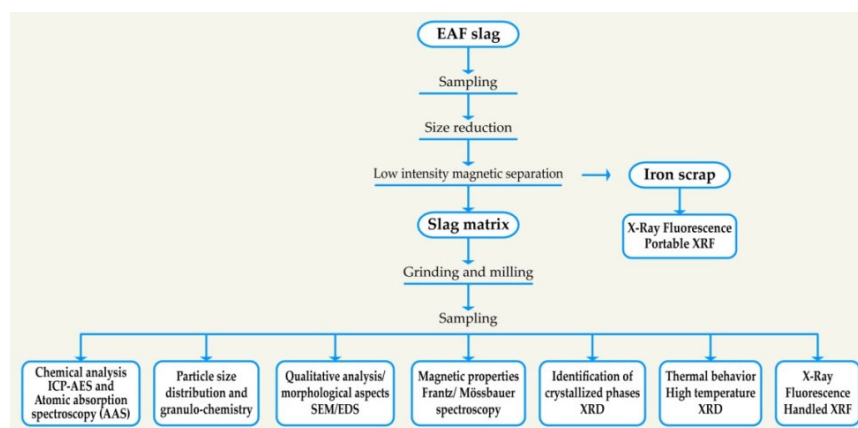 EAF slag
Sampling
Size reduction
Low intensity magnetic separation
Iron scrap
Slag matrix
X-Ray Fluorescence
Portable XRF
Grinding and milling
Sampling
Chemical analysis
ICP-AES and
Atomic absorption
spectroscopy (AAS)
Particle size
distribution and
granulo-chemistry
Qualitative analysis/
morphological aspects
SEM/EDS
Magnetic properties
Frantz/ Mössbauer
spectroscopy
Identification of
crystallized phases
XRD
Thermal behavior
High temperature
XRD
X-Ray
Fluorescence
Handled XRF